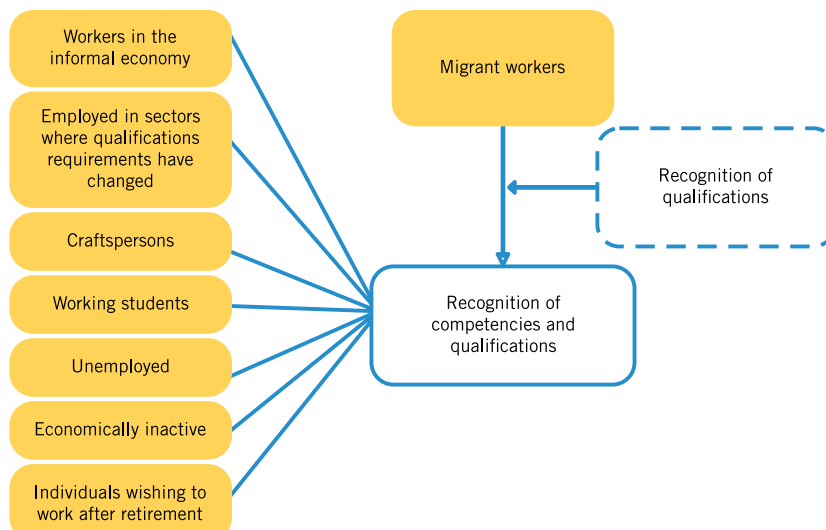 Workers in the
informal economy
Employed in sectors
where qualifications
requirements have
changed
Craftspersons
Working students
Unemployed
Economically inactive
Individuals wishing to
work after retirement
Migrant workers
Recognition of
qualifications
Recognition of
competencies and
qualifications